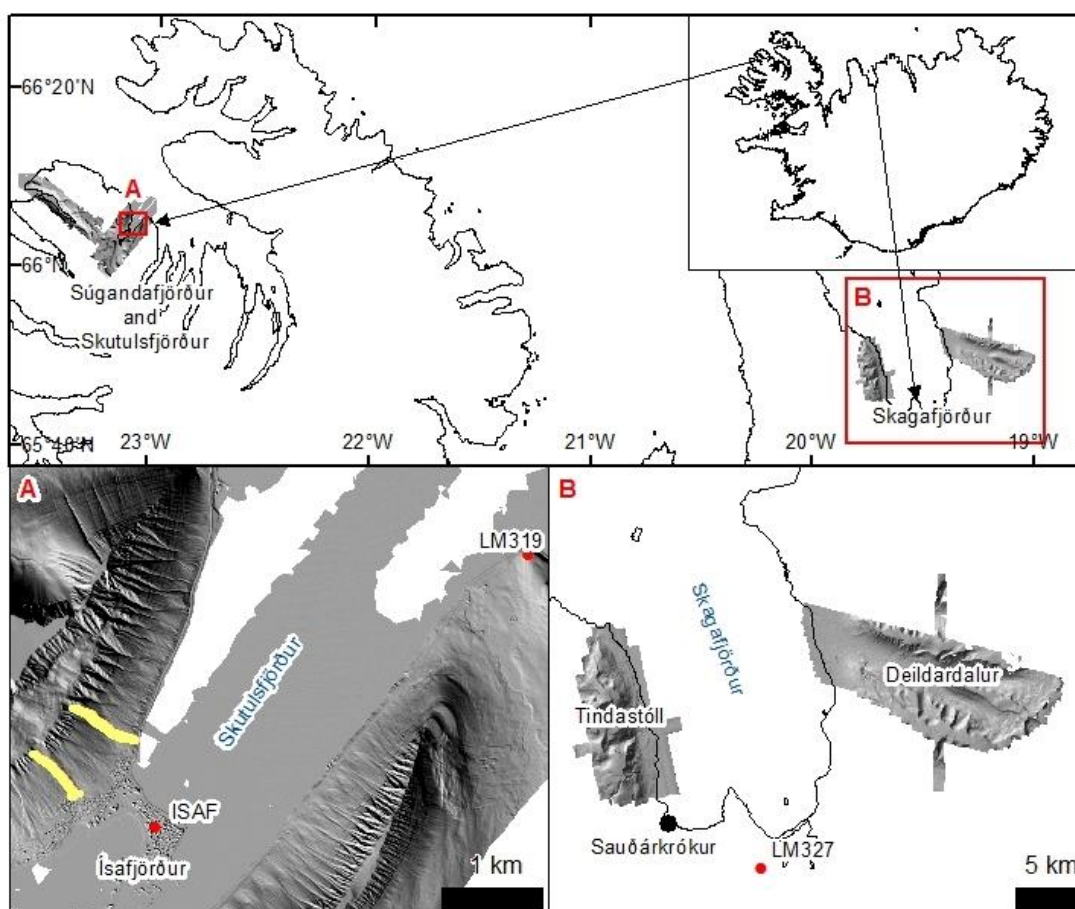 66°20'N
A
66°N
Súgandafjörður
and
Skutulsfjörður
B
Skagafjörður
65°40'N
23°W
22°W
21°W
20°W
19°W
A
LM319
Skutulsfjörður
ISAF
Ísafjörður
1 km
B
Skagafjörður
Deildardalur
Tindastóll
Sauðárkrókur
LM327
5 km